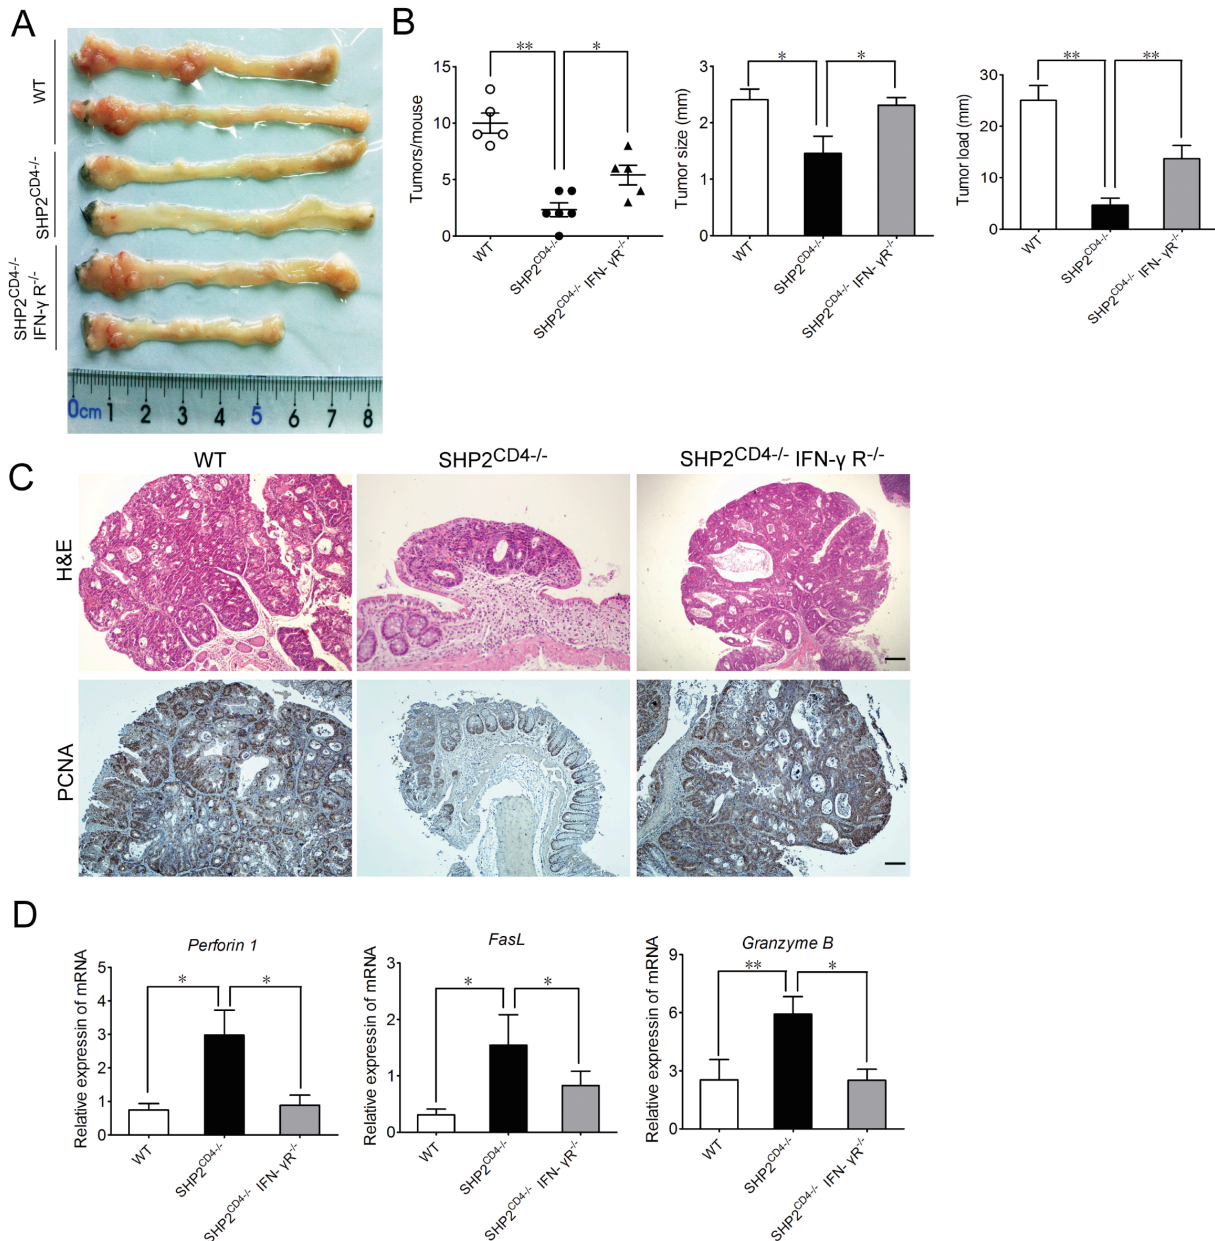 A
WT
SHP2CD4-/-
SHP2CD4-/-
IFN-γ R-/-
0cm 1 2 3 4 5 6 7 8
B
** *
Tumors/mouse
15
10
5
0
WT
SHP2CD4-/-
SHP2CD4-/- IFN- γR-/-
* *
Tumor size (mm)
3
2
1
0
WT
SHP2CD4-/-
SHP2CD4-/- IFN- γR-/-
** **
Tumor load (mm)
30
20
10
0
WT
SHP2CD4-/-
SHP2CD4-/- IFN- γR-/-
C
WT SHP2CD4-/- SHP2CD4-/- IFN-γ R-/-
H&E
PCNA
D
Perforin 1
* *
Relative expressin of mRNA
5
4
3
2
1
0
WT
SHP2CD4-/-
SHP2CD4-/- IFN- γR-/-
FasL
* *
Relative expressin of mRNA
3
2
1
0
WT
SHP2CD4-/-
SHP2CD4-/- IFN- γR-/-
Granzyme B
** *
Relative expressin of mRNA
9
6
3
0
WT
SHP2CD4-/-
SHP2CD4-/- IFN- γR-/-